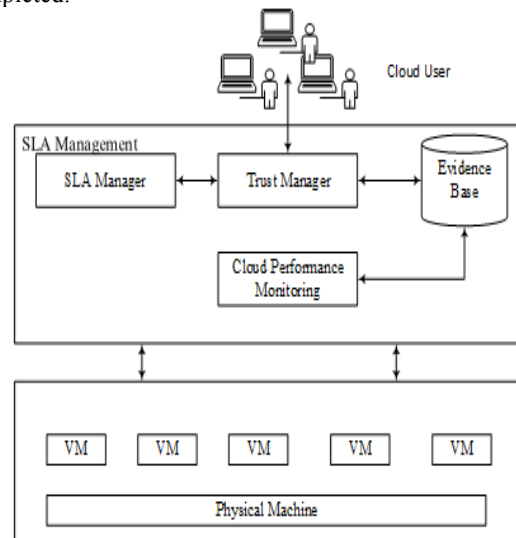 Cloud User
SLA Management
SLA Manager
Trust Manager
Evidence
Base
Cloud Performance
Monitoring
VM
VM
VM
VM
VM
Physical Machine